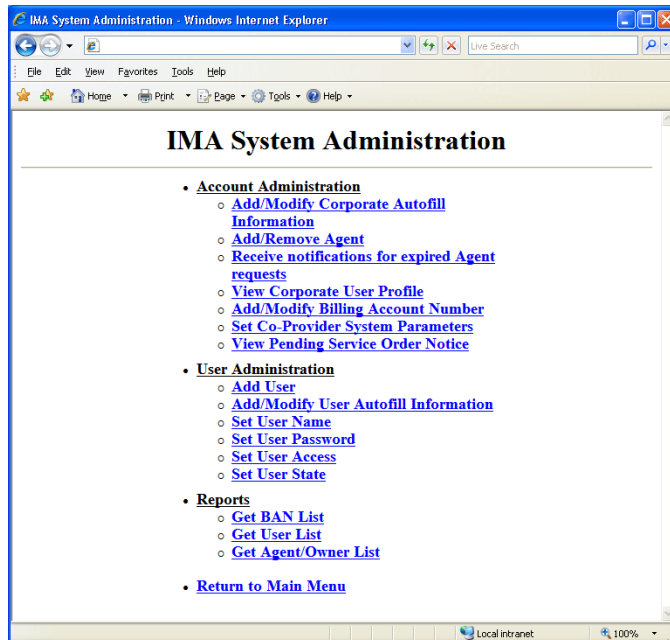 IMA System Administration - Windows Internet Explorer
Live Search
File Edit View Favorites Tools Help
Home Print Page Tools Help
IMA System Administration
Account Administration
Add/Modify Corporate Autofill
Information
Add/Remove Agent
Receive notifications for expired Agent
requests
View Corporate User Profile
Add/Modify Billing Account Number
Set Co-Provider System Parameters
View Pending Service Order Notice
User Administration
Add User
Add/Modify User Autofill Information
Set User Name
Set User Password
Set User Access
Set User State
Reports
Get BAN List
Get User List
Get Agent/Owner List
Return to Main Menu
Local intranet 100%